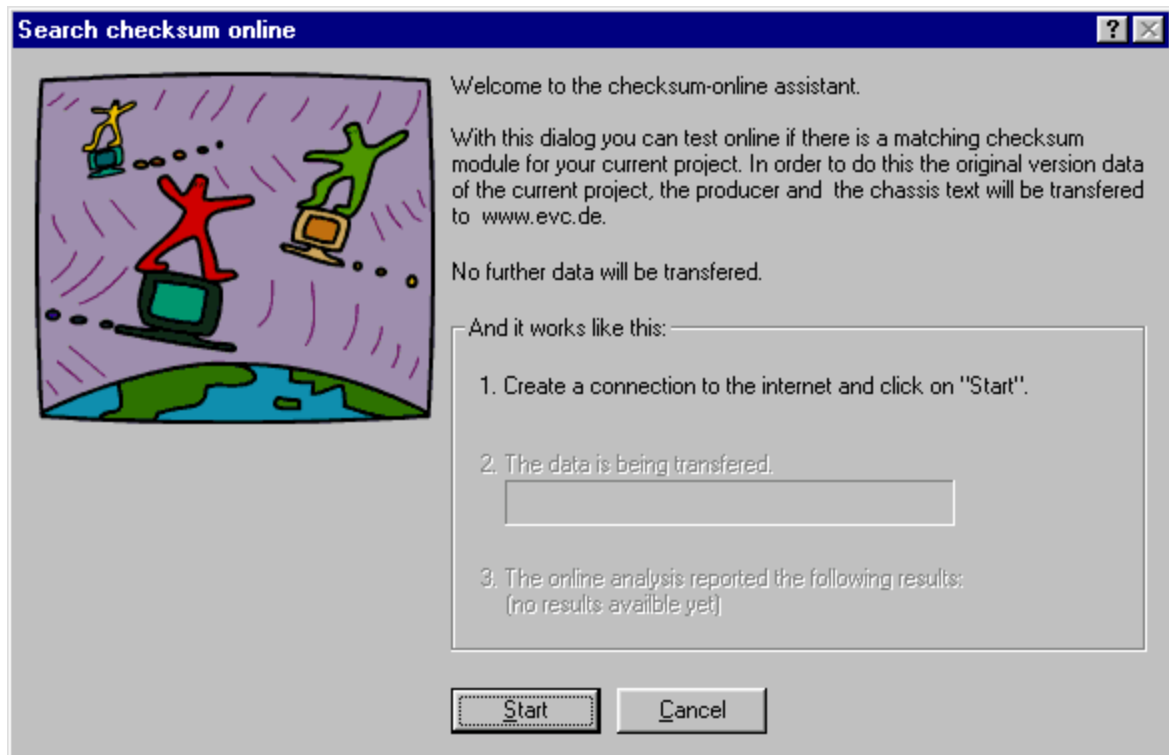 Search checksum online
Welcome to the checksum-online assistant.
With this dialog you can test online if there is a matching checksum
module for your current project. In order to do this the original version data
of the current project, the producer and  the chassis text will be transfered
to  www.evc.de.
No further data will be transfered.
And it works like this:
1. Create a connection to the internet and click on "Start".
2. The data is being transfered.
3. The online analysis reported the following results:
(no results availble yet)
Start
Cancel